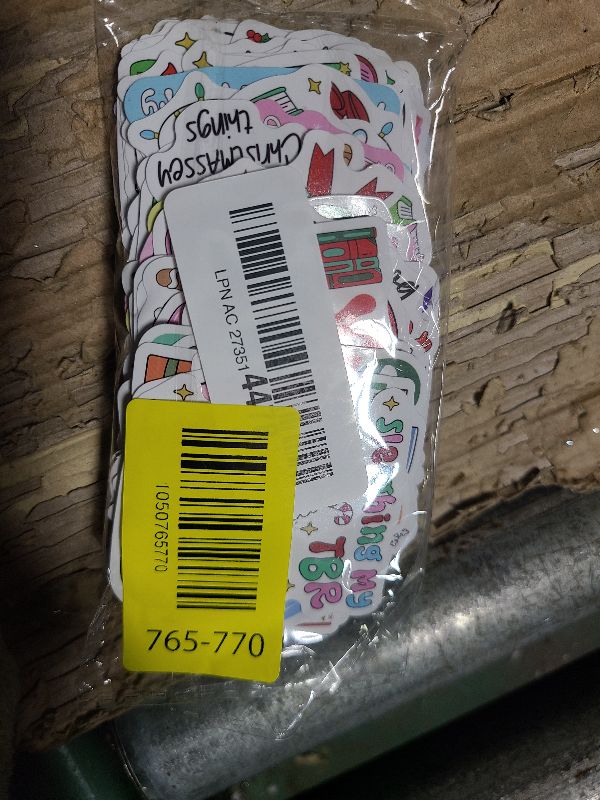 ChristmAssey
things
LPN AC 27351
44
sleighing my
TBR
1050765770
765-770